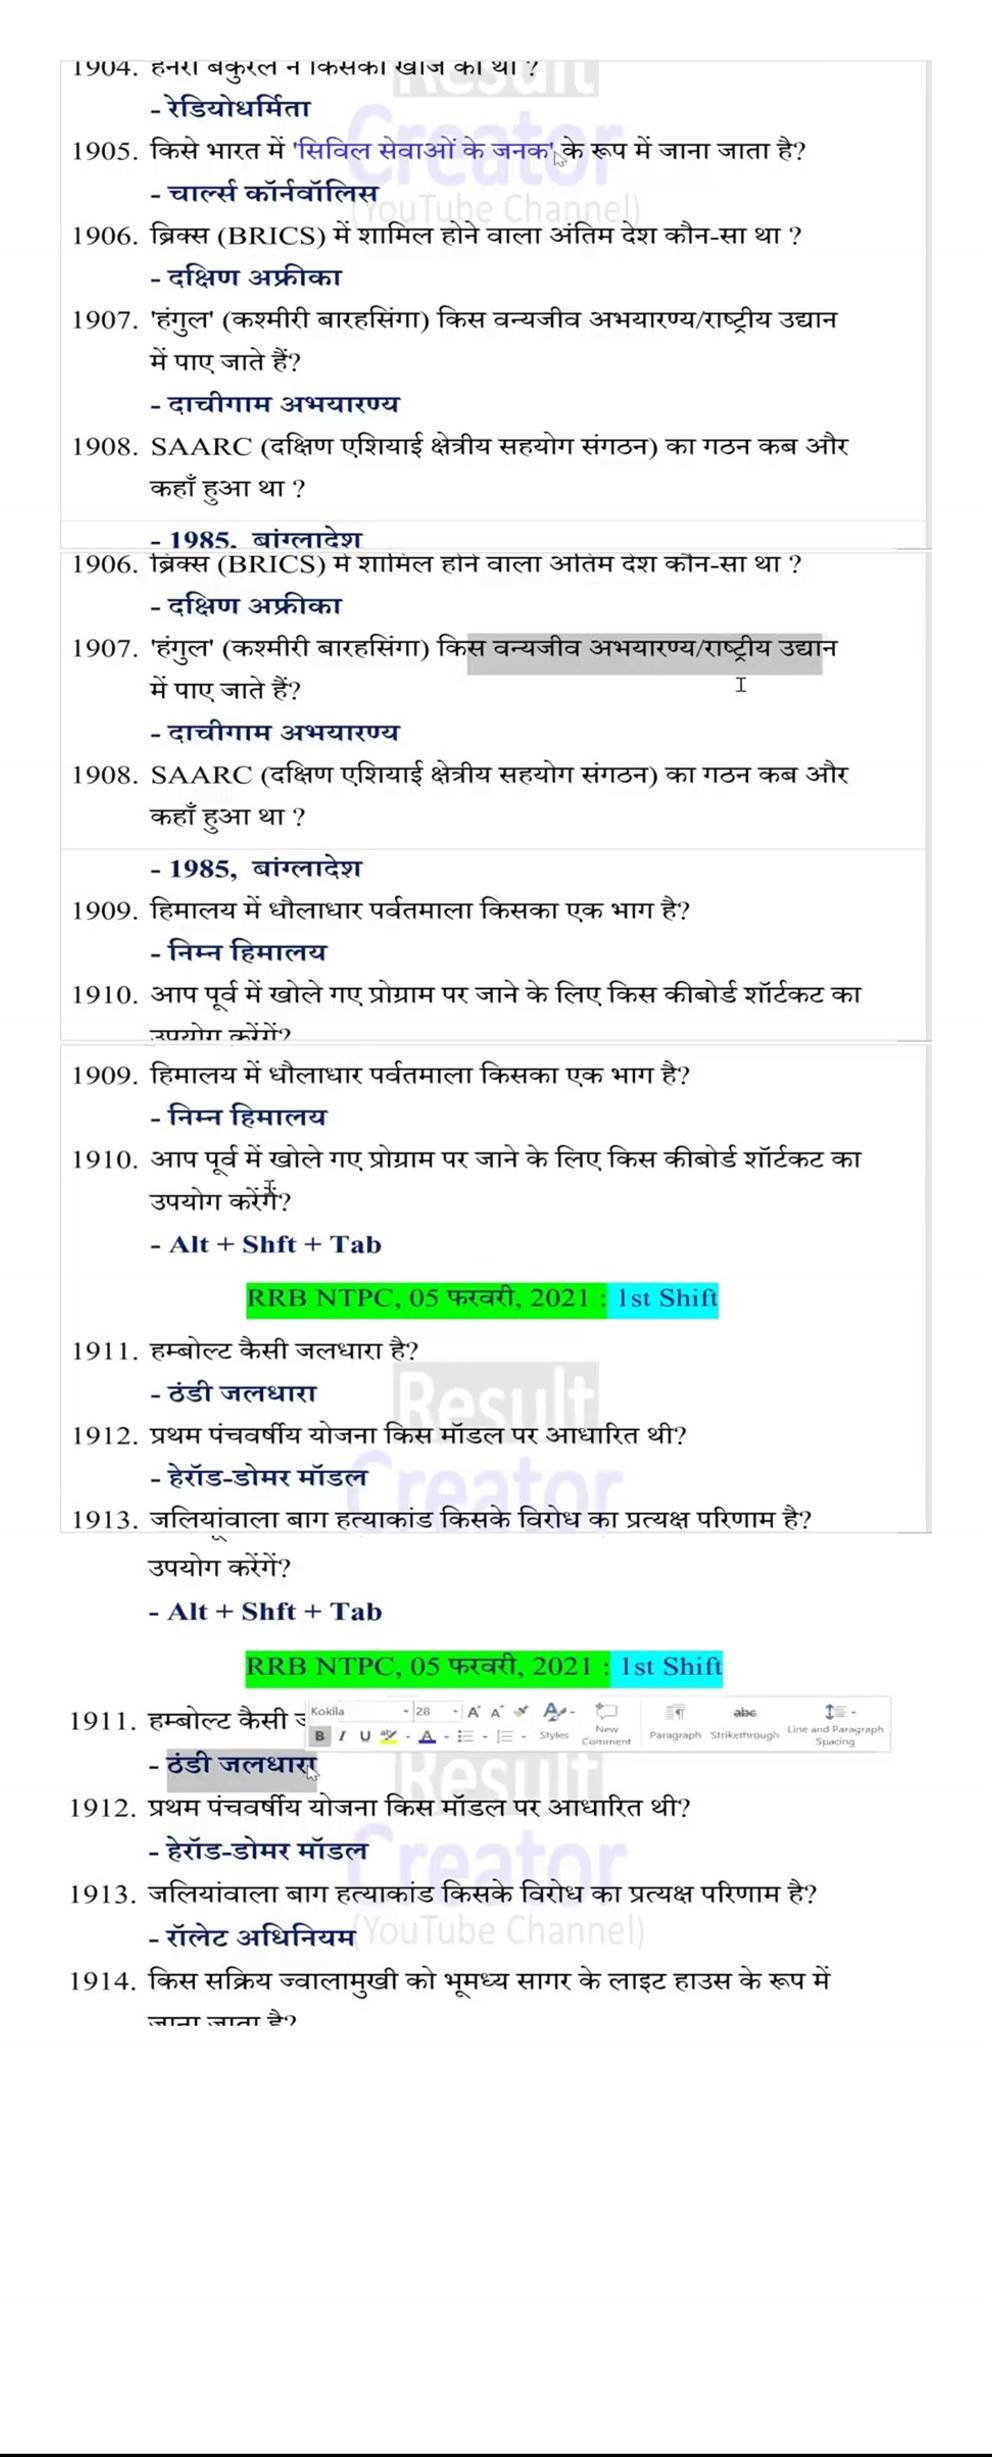 1904. हेनरी बेकुरेल ने किसकी खोज की थी ?
- रेडियोधर्मिता
1905. किसे भारत में 'सिविल सेवाओं के जनक' के रूप में जाना जाता है?
- चार्ल्स कॉर्नवॉलिस
1906. ब्रिक्स (BRICS) में शामिल होने वाला अंतिम देश कौन-सा था ?
- दक्षिण अफ्रीका
1907. 'हंगुल' (कश्मीरी बारहसिंगा) किस वन्यजीव अभयारण्य/राष्ट्रीय उद्यान
में पाए जाते हैं?
- दाचीगाम अभयारण्य
1908. SAARC (दक्षिण एशियाई क्षेत्रीय सहयोग संगठन) का गठन कब और
कहाँ हुआ था ?
- 1985, बांग्लादेश
1906. ब्रिक्स (BRICS) में शामिल होने वाला अंतिम देश कौन-सा था ?
- दक्षिण अफ्रीका
1907. 'हंगुल' (कश्मीरी बारहसिंगा) किस वन्यजीव अभयारण्य/राष्ट्रीय उद्यान
में पाए जाते हैं?
- दाचीगाम अभयारण्य
1908. SAARC (दक्षिण एशियाई क्षेत्रीय सहयोग संगठन) का गठन कब और
कहाँ हुआ था ?
- 1985, बांग्लादेश
1909. हिमालय में धौलाधार पर्वतमाला किसका एक भाग है?
- निम्न हिमालय
1910. आप पूर्व में खोले गए प्रोग्राम पर जाने के लिए किस कीबोर्ड शॉर्टकट का
उपयोग करेंगें?
1909. हिमालय में धौलाधार पर्वतमाला किसका एक भाग है?
- निम्न हिमालय
1910. आप पूर्व में खोले गए प्रोग्राम पर जाने के लिए किस कीबोर्ड शॉर्टकट का
उपयोग करेंगें?
- Alt + Shft + Tab
RRB NTPC, 05 फरवरी, 2021 : 1st Shift
1911. हम्बोल्ट कैसी जलधारा है?
- ठंडी जलधारा
1912. प्रथम पंचवर्षीय योजना किस मॉडल पर आधारित थी?
- हेरॉड-डोमर मॉडल
1913. जलियांवाला बाग हत्याकांड किसके विरोध का प्रत्यक्ष परिणाम है?
उपयोग करेंगें?
- Alt + Shft + Tab
RRB NTPC, 05 फरवरी, 2021 : 1st Shift
1911. हम्बोल्ट कैसी
Kokila 28
B I U Styles New Comment Paragraph Strikethrough Line and Paragraph Spacing
- ठंडी जलधारा
1912. प्रथम पंचवर्षीय योजना किस मॉडल पर आधारित थी?
- हेरॉड-डोमर मॉडल
1913. जलियांवाला बाग हत्याकांड किसके विरोध का प्रत्यक्ष परिणाम है?
- रॉलेट अधिनियम
1914. किस सक्रिय ज्वालामुखी को भूमध्य सागर के लाइट हाउस के रूप में
जाना जाता है?
Result
Creator
(YouTube Channel)
Result
Creator
Result
Creator
(YouTube Channel)